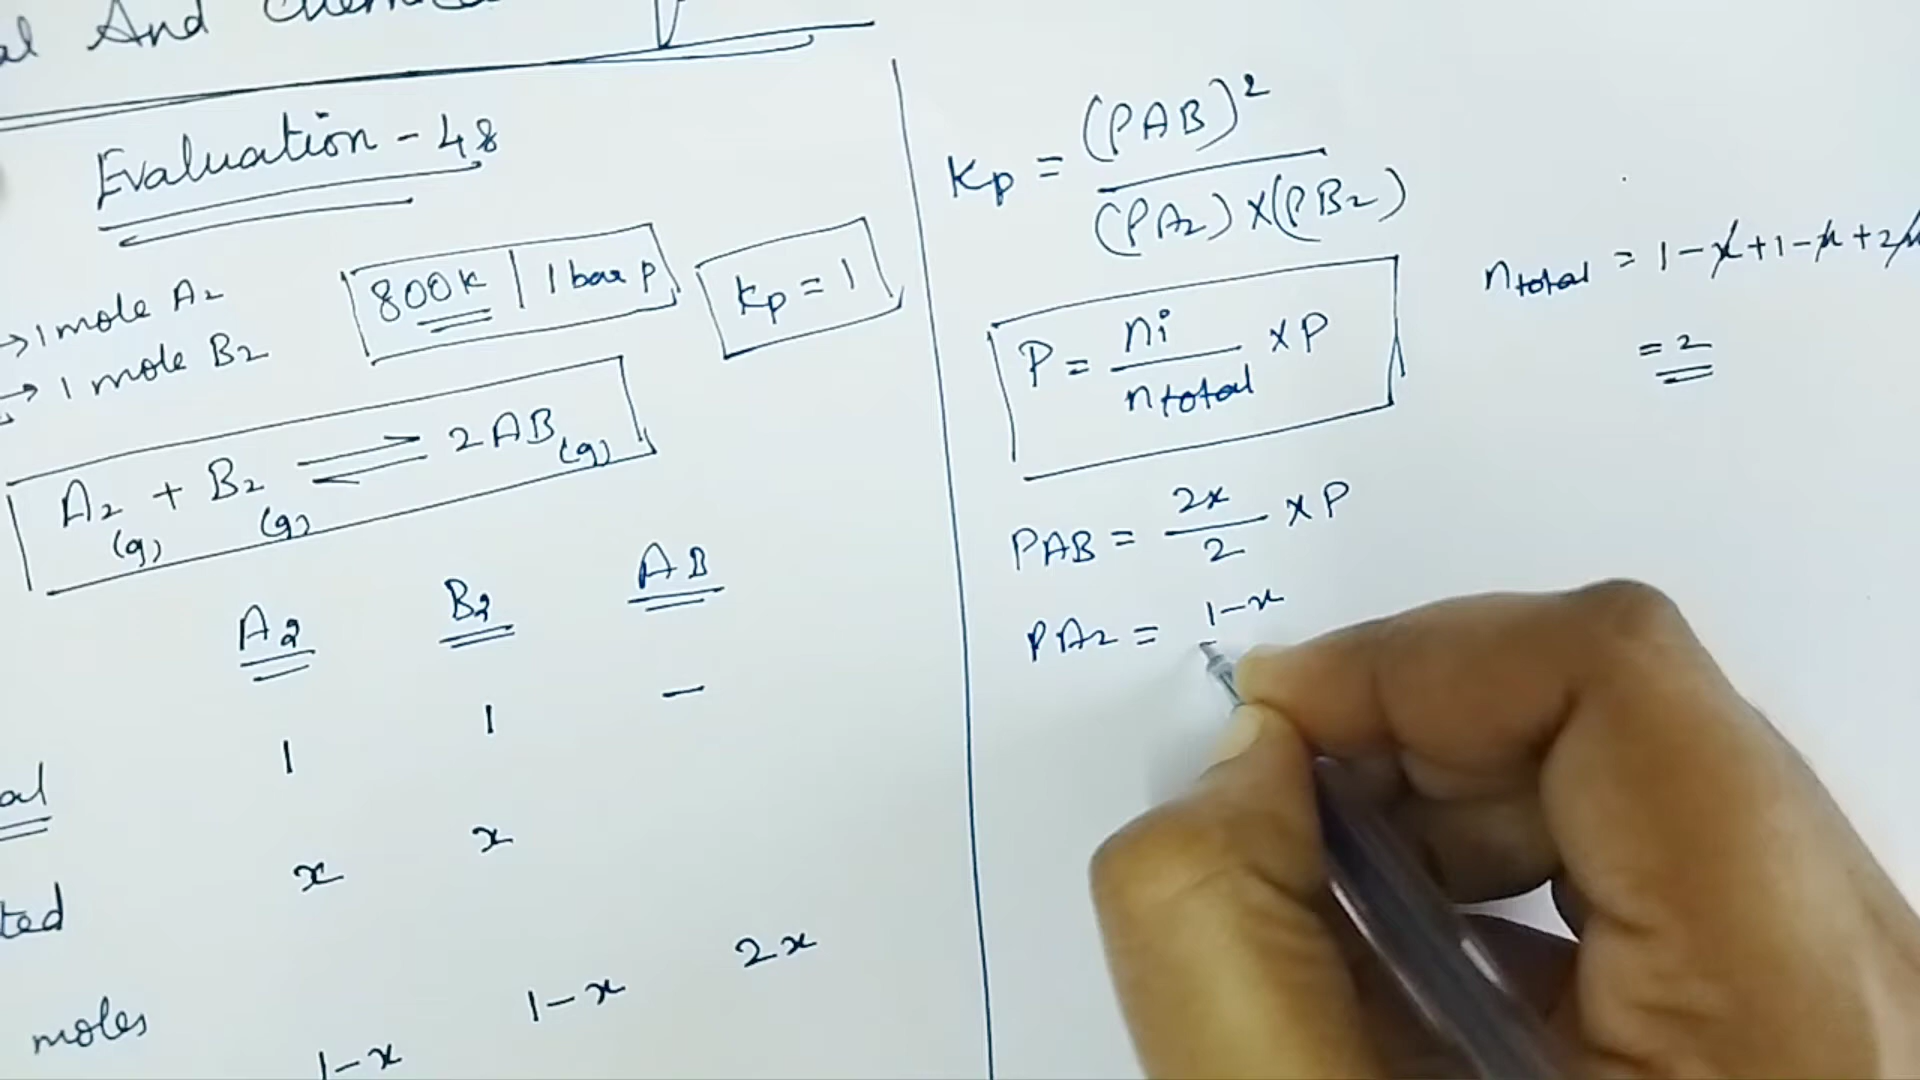 al And
Evaluation - 48
→ 1 mole A₂
→ 1 mole B₂
800K | 1 bar P
Kp = 1
A₂(g) + B₂(g) ⇌ 2AB(g)
A₂ B₂ AB
al 1 1 –
ted x x
moles 1-x 1-x 2x
Kp = (PAB)² / (PA₂) × (PB₂)
P = ni / ntotal × P
ntotal = 1-x+1-x+2x
= 2
PAB = 2x / 2 × P
PA₂ = 1-x